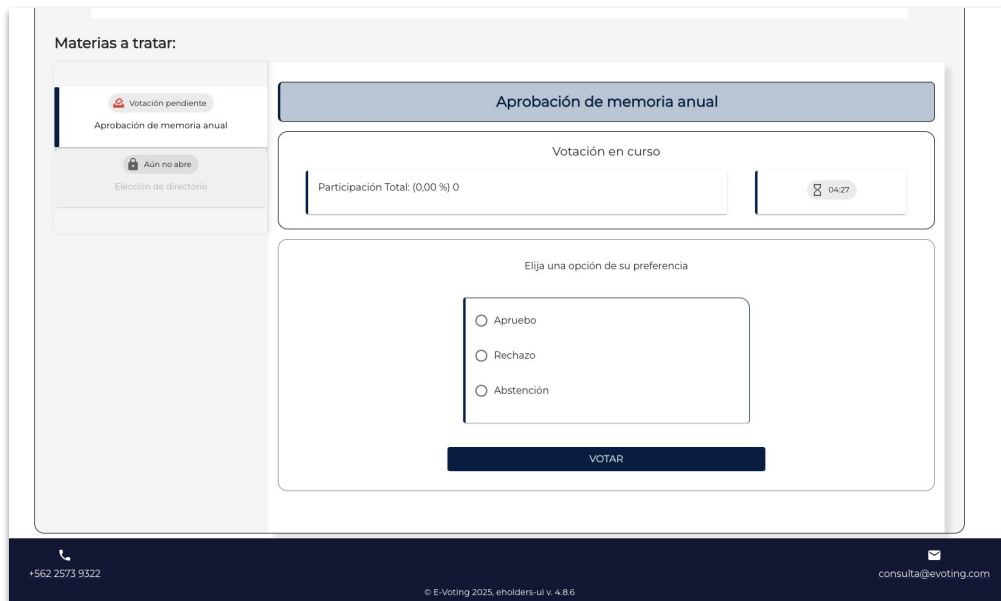 Materias a tratar:
Votación pendiente
Aprobación de memoria anual
Aún no abre
Elección de directorio
Aprobación de memoria anual
Votación en curso
Participación Total: (0,00 %) 0
04:27
Elija una opción de su preferencia
Apruebo
Rechazo
Abstención
VOTAR
+562 2573 9322
consulta@evoting.com
© E-Voting 2025, eholders-ui v. 4.8.6